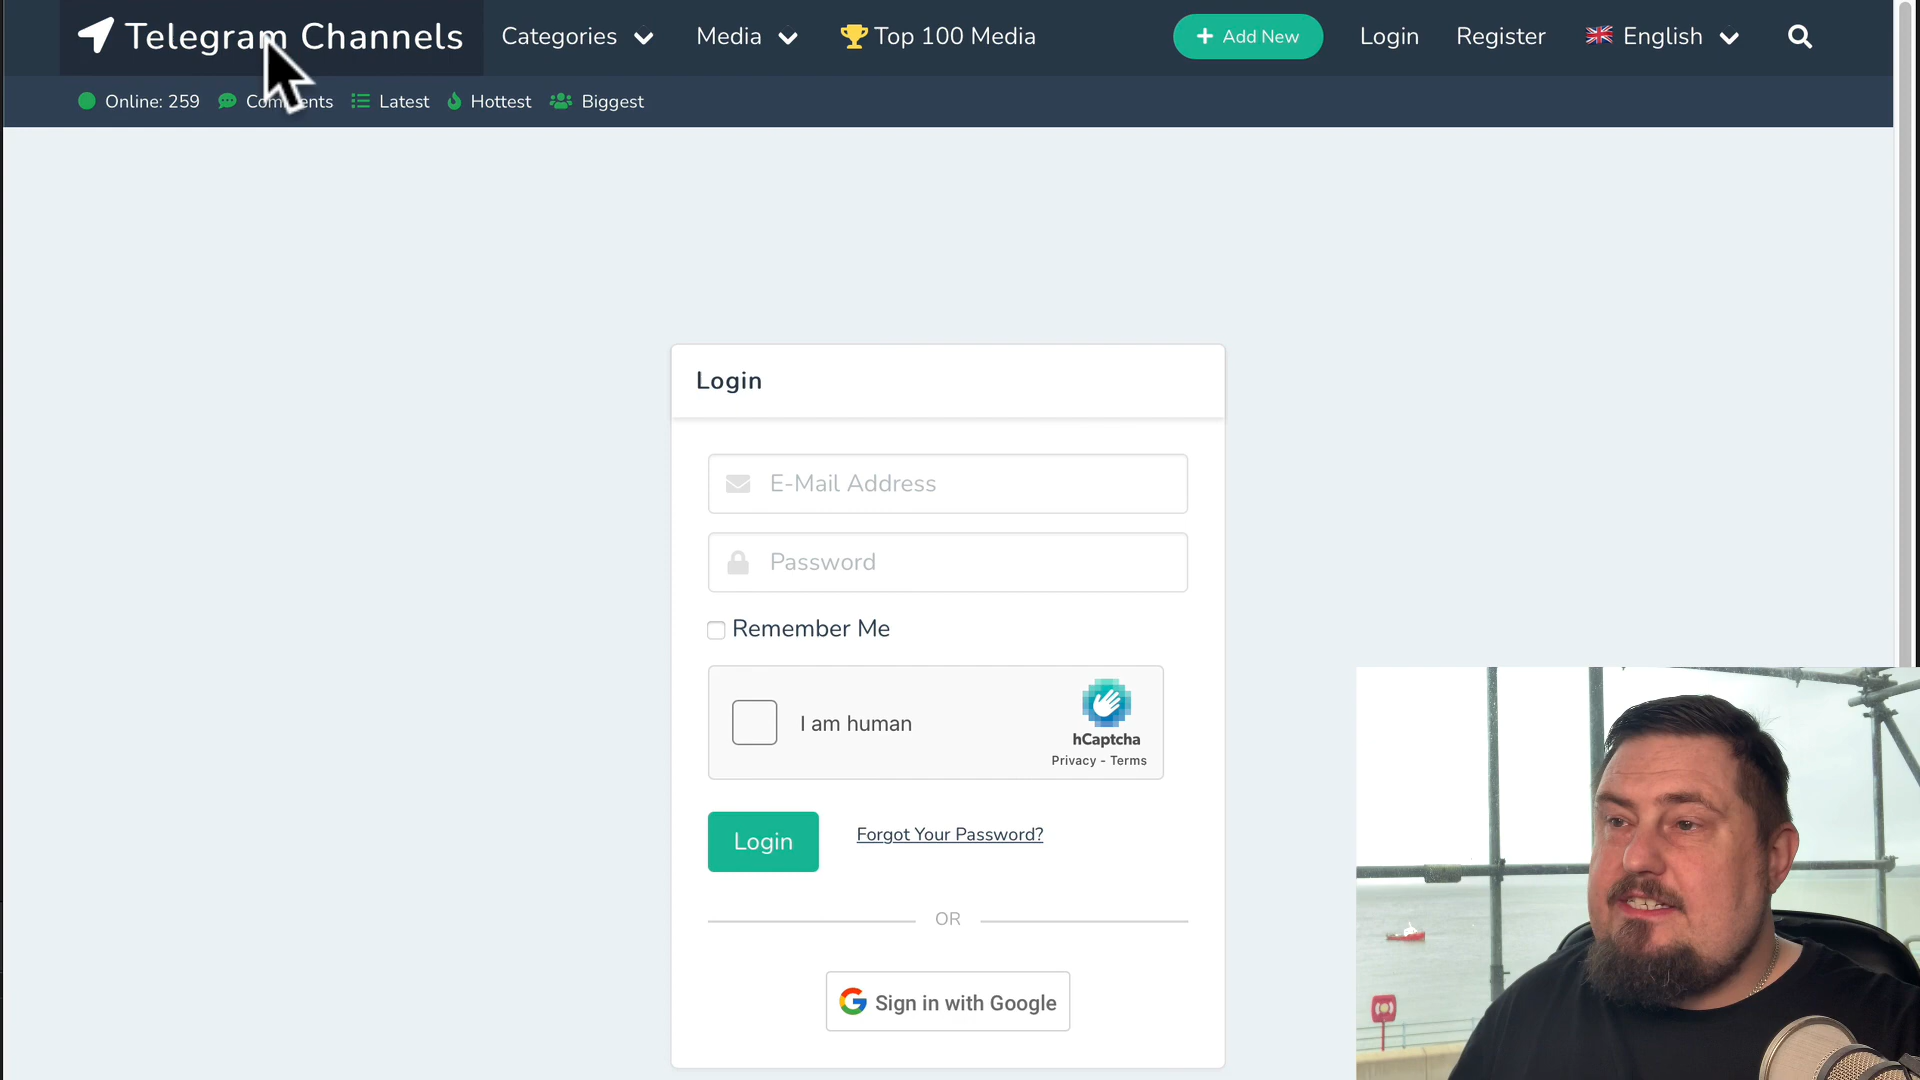 Telegram Channels Categories Media Top 100 Media + Add New Login Register English
Online: 259 Comments Latest Hottest Biggest
Login
E-Mail Address
Password
Remember Me
I am human
hCaptcha
Privacy - Terms
Login Forgot Your Password?
OR
Sign in with Google